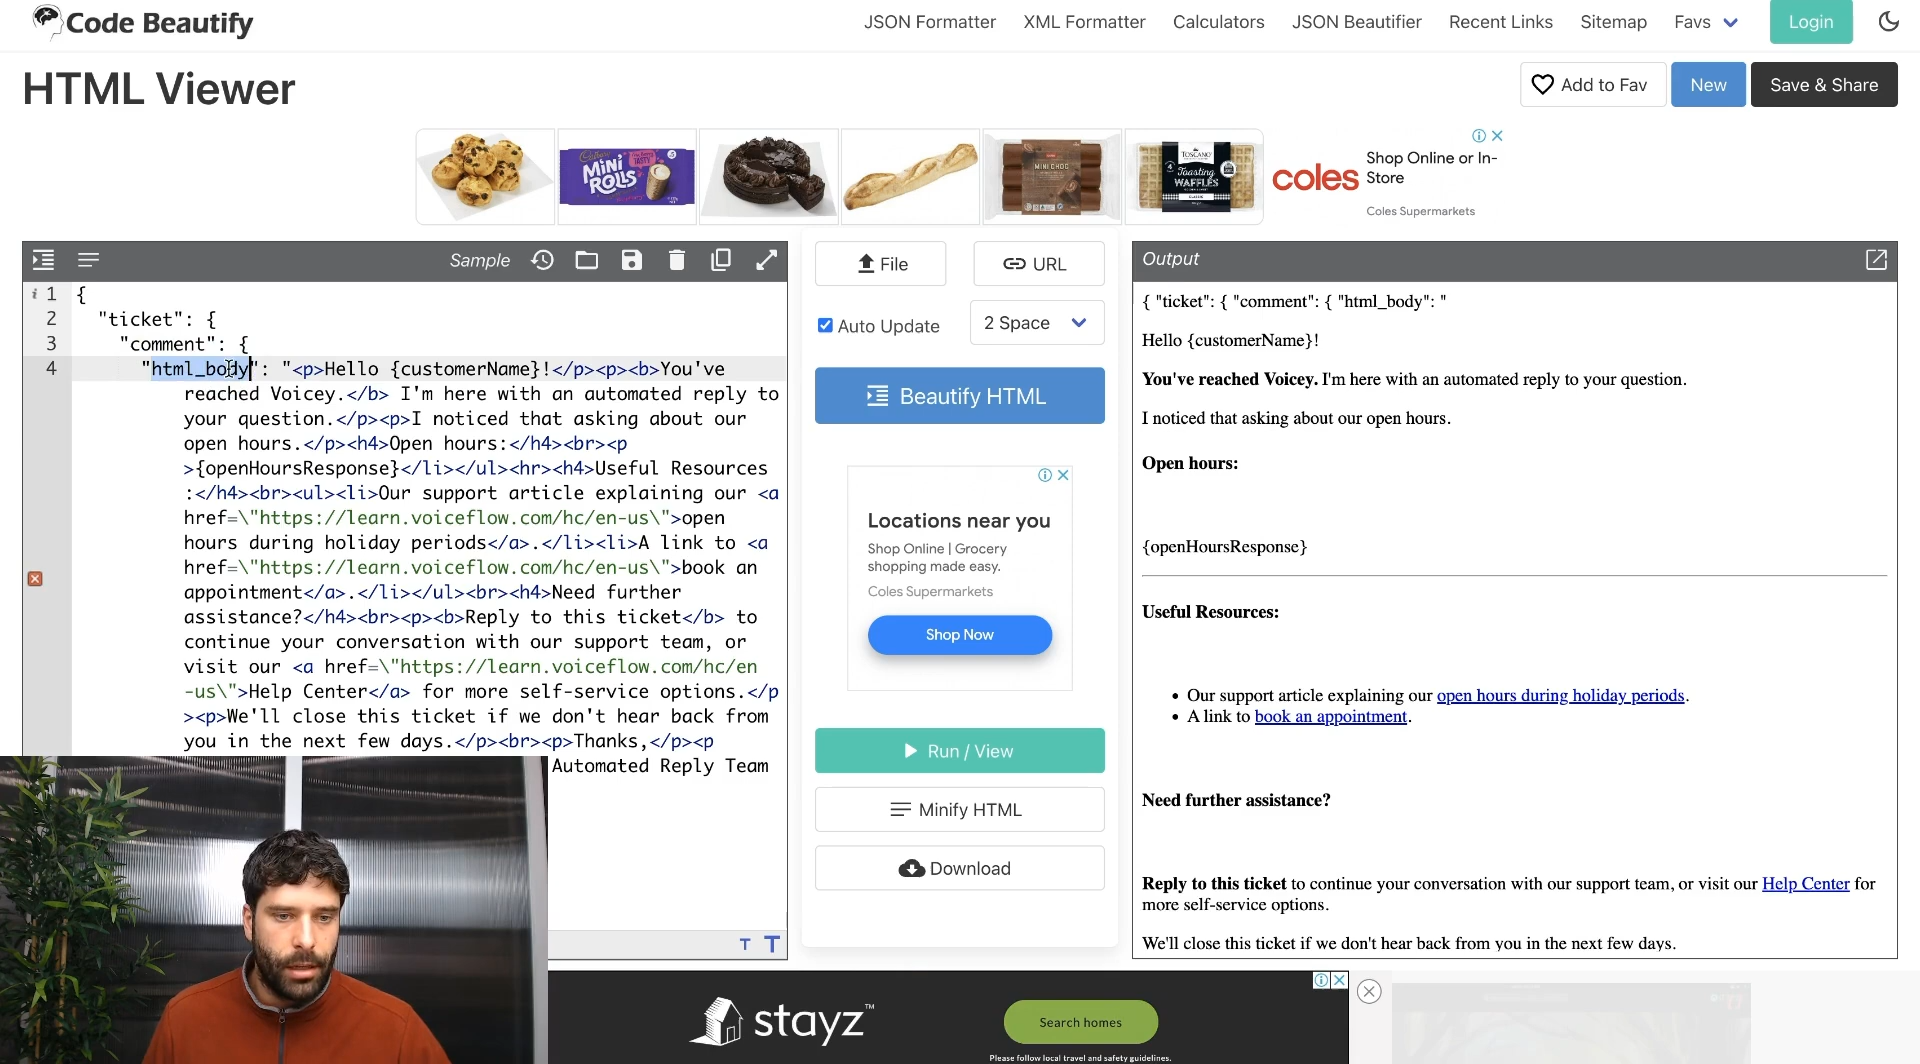 Code Beautify
JSON Formatter XML Formatter Calculators JSON Beautifier Recent Links Sitemap Favs Login
HTML Viewer
Add to Fav New Save & Share
Cadbury MiNi ROLLS
MINI CHOC
TOSCANO Toasting WAFFLES
coles
Shop Online or In-
Store
Coles Supermarkets
Sample
1 {
2 "ticket": {
3 "comment": {
4 "html_body": "<p>Hello {customerName}!</p><p><b>You've
reached Voicey.</b> I'm here with an automated reply to
your question.</p><p>I noticed that asking about our
open hours.</p><h4>Open hours:</h4><br><p
>{openHoursResponse}</li></ul><hr><h4>Useful Resources
:</h4><br><ul><li>Our support article explaining our <a
href=\"https://learn.voiceflow.com/hc/en-us\">open
hours during holiday periods</a>.</li><li>A link to <a
href=\"https://learn.voiceflow.com/hc/en-us\">book an
appointment</a>.</li></ul><br><h4>Need further
assistance?</h4><br><p><b>Reply to this ticket</b> to
continue your conversation with our support team, or
visit our <a href=\"https://learn.voiceflow.com/hc/en
-us\">Help Center</a> for more self-service options.</p
><p>We'll close this ticket if we don't hear back from
you in the next few days.</p><br><p>Thanks,</p><p
Automated Reply Team
T T
File URL
Auto Update 2 Space
Beautify HTML
Locations near you
Shop Online | Grocery
shopping made easy.
Coles Supermarkets
Shop Now
Run / View
Minify HTML
Download
Output
{ "ticket": { "comment": { "html_body": "
Hello {customerName}!
You've reached Voicey. I'm here with an automated reply to your question.
I noticed that asking about our open hours.
Open hours:
{openHoursResponse}
Useful Resources:
Our support article explaining our open hours during holiday periods.
A link to book an appointment.
Need further assistance?
Reply to this ticket to continue your conversation with our support team, or visit our Help Center for
more self-service options.
We'll close this ticket if we don't hear back from you in the next few days.
stayz™
Search homes
Please follow local travel and safety guidelines.